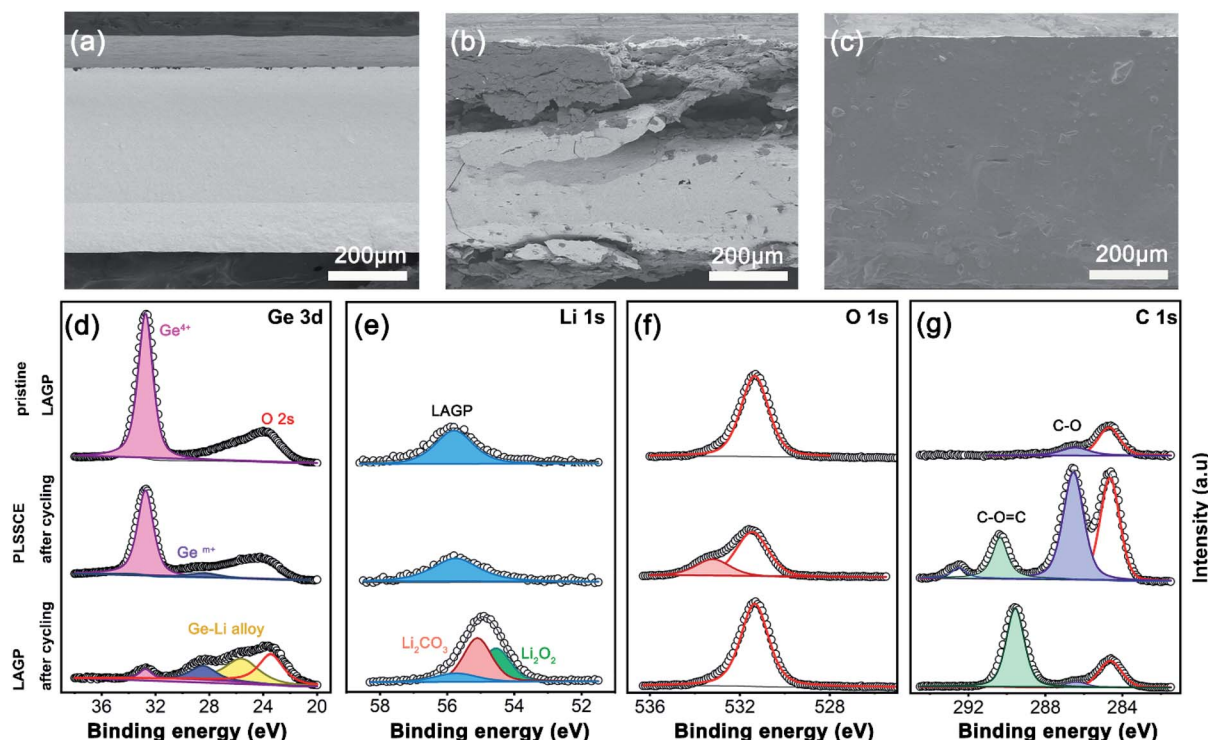 (a)
200μm
(b)
200μm
(c)
200μm
pristine
LAGP
PLSSCE
after cycling
LAGP
after cycling
(d)
Ge 3d
Ge4+
O 2s
Ge m+
Ge-Li alloy
36 32 28 24 20
Binding energy (eV)
(e)
Li 1s
LAGP
Li2CO3
Li2O2
58 56 54 52
Binding energy (eV)
(f)
O 1s
536 532 528
Binding energy (eV)
(g)
C 1s
C-O
C-O=C
292 288 284
Binding energy (eV)
Intensity (a.u)